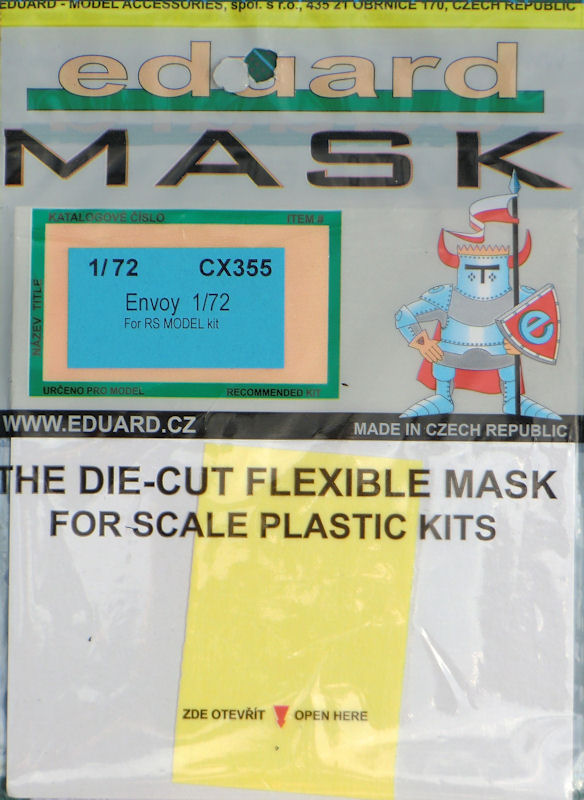 EDUARD - MODEL ACCESSORIES, spol. s r.o., 435 21 OBRNICE 170, CZECH REPUBLIC
eduard
MASK
KATALOGOVÉ ČÍSLO ITEM #
NÁZEV TITLE
1/72 CX355
Envoy 1/72
For RS MODEL kit
URČENO PRO MODEL RECOMMENDED KIT
e
WWW.EDUARD.CZ MADE IN CZECH REPUBLIC
THE DIE-CUT FLEXIBLE MASK
FOR SCALE PLASTIC KITS
ZDE OTEVŘÍT OPEN HERE